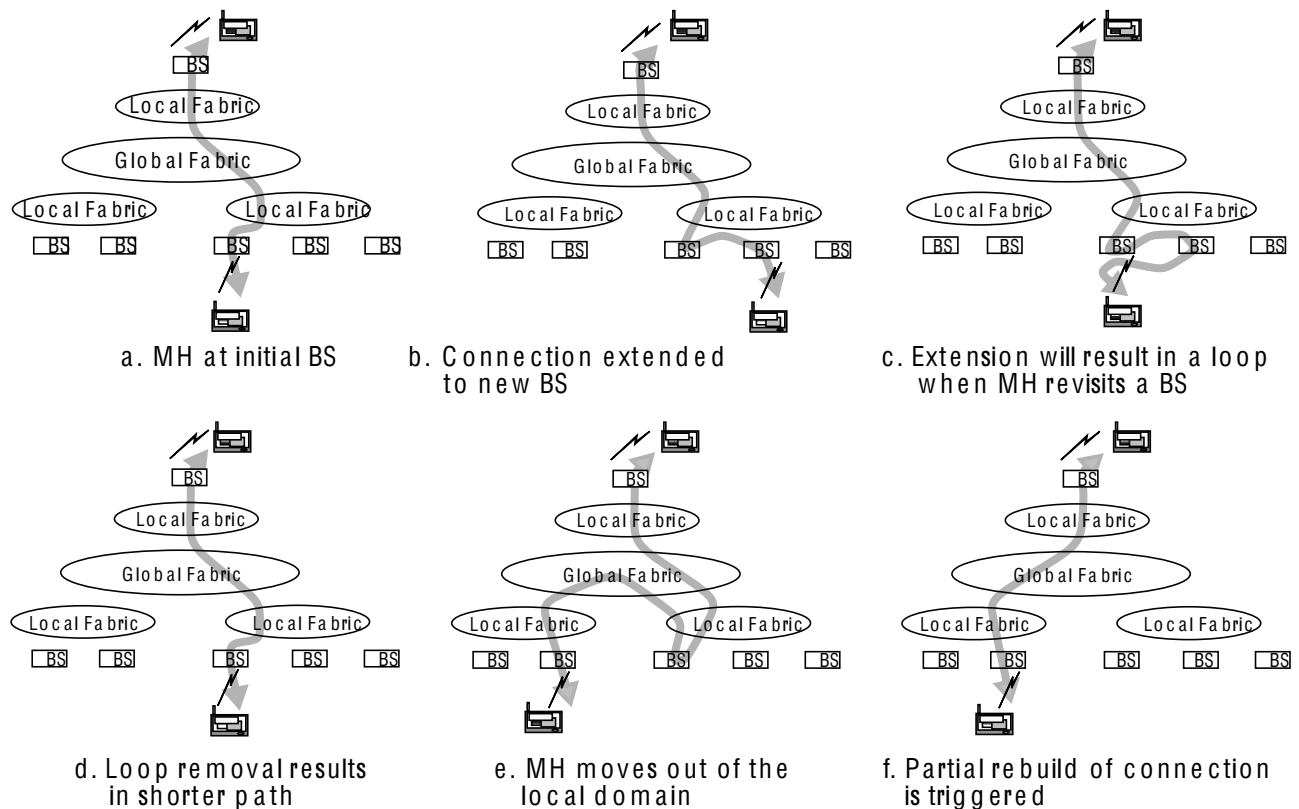 BS
Local Fabric
Global Fabric
Local Fabric
Local Fabric
BS
BS
BS
BS
BS
a. MH at initial BS
BS
Local Fabric
Global Fabric
Local Fabric
Local Fabric
BS
BS
BS
BS
BS
b. Connection extended
to new BS
BS
Local Fabric
Global Fabric
Local Fabric
Local Fabric
BS
BS
BS
BS
BS
c. Extension will result in a loop
when MH revisits a BS
BS
Local Fabric
Global Fabric
Local Fabric
Local Fabric
BS
BS
BS
BS
BS
d. Loop removal results
in shorter path
BS
Local Fabric
Global Fabric
Local Fabric
Local Fabric
BS
BS
BS
BS
BS
e. MH moves out of the
local domain
BS
Local Fabric
Global Fabric
Local Fabric
Local Fabric
BS
BS
BS
BS
BS
f. Partial rebuild of connection
is triggered